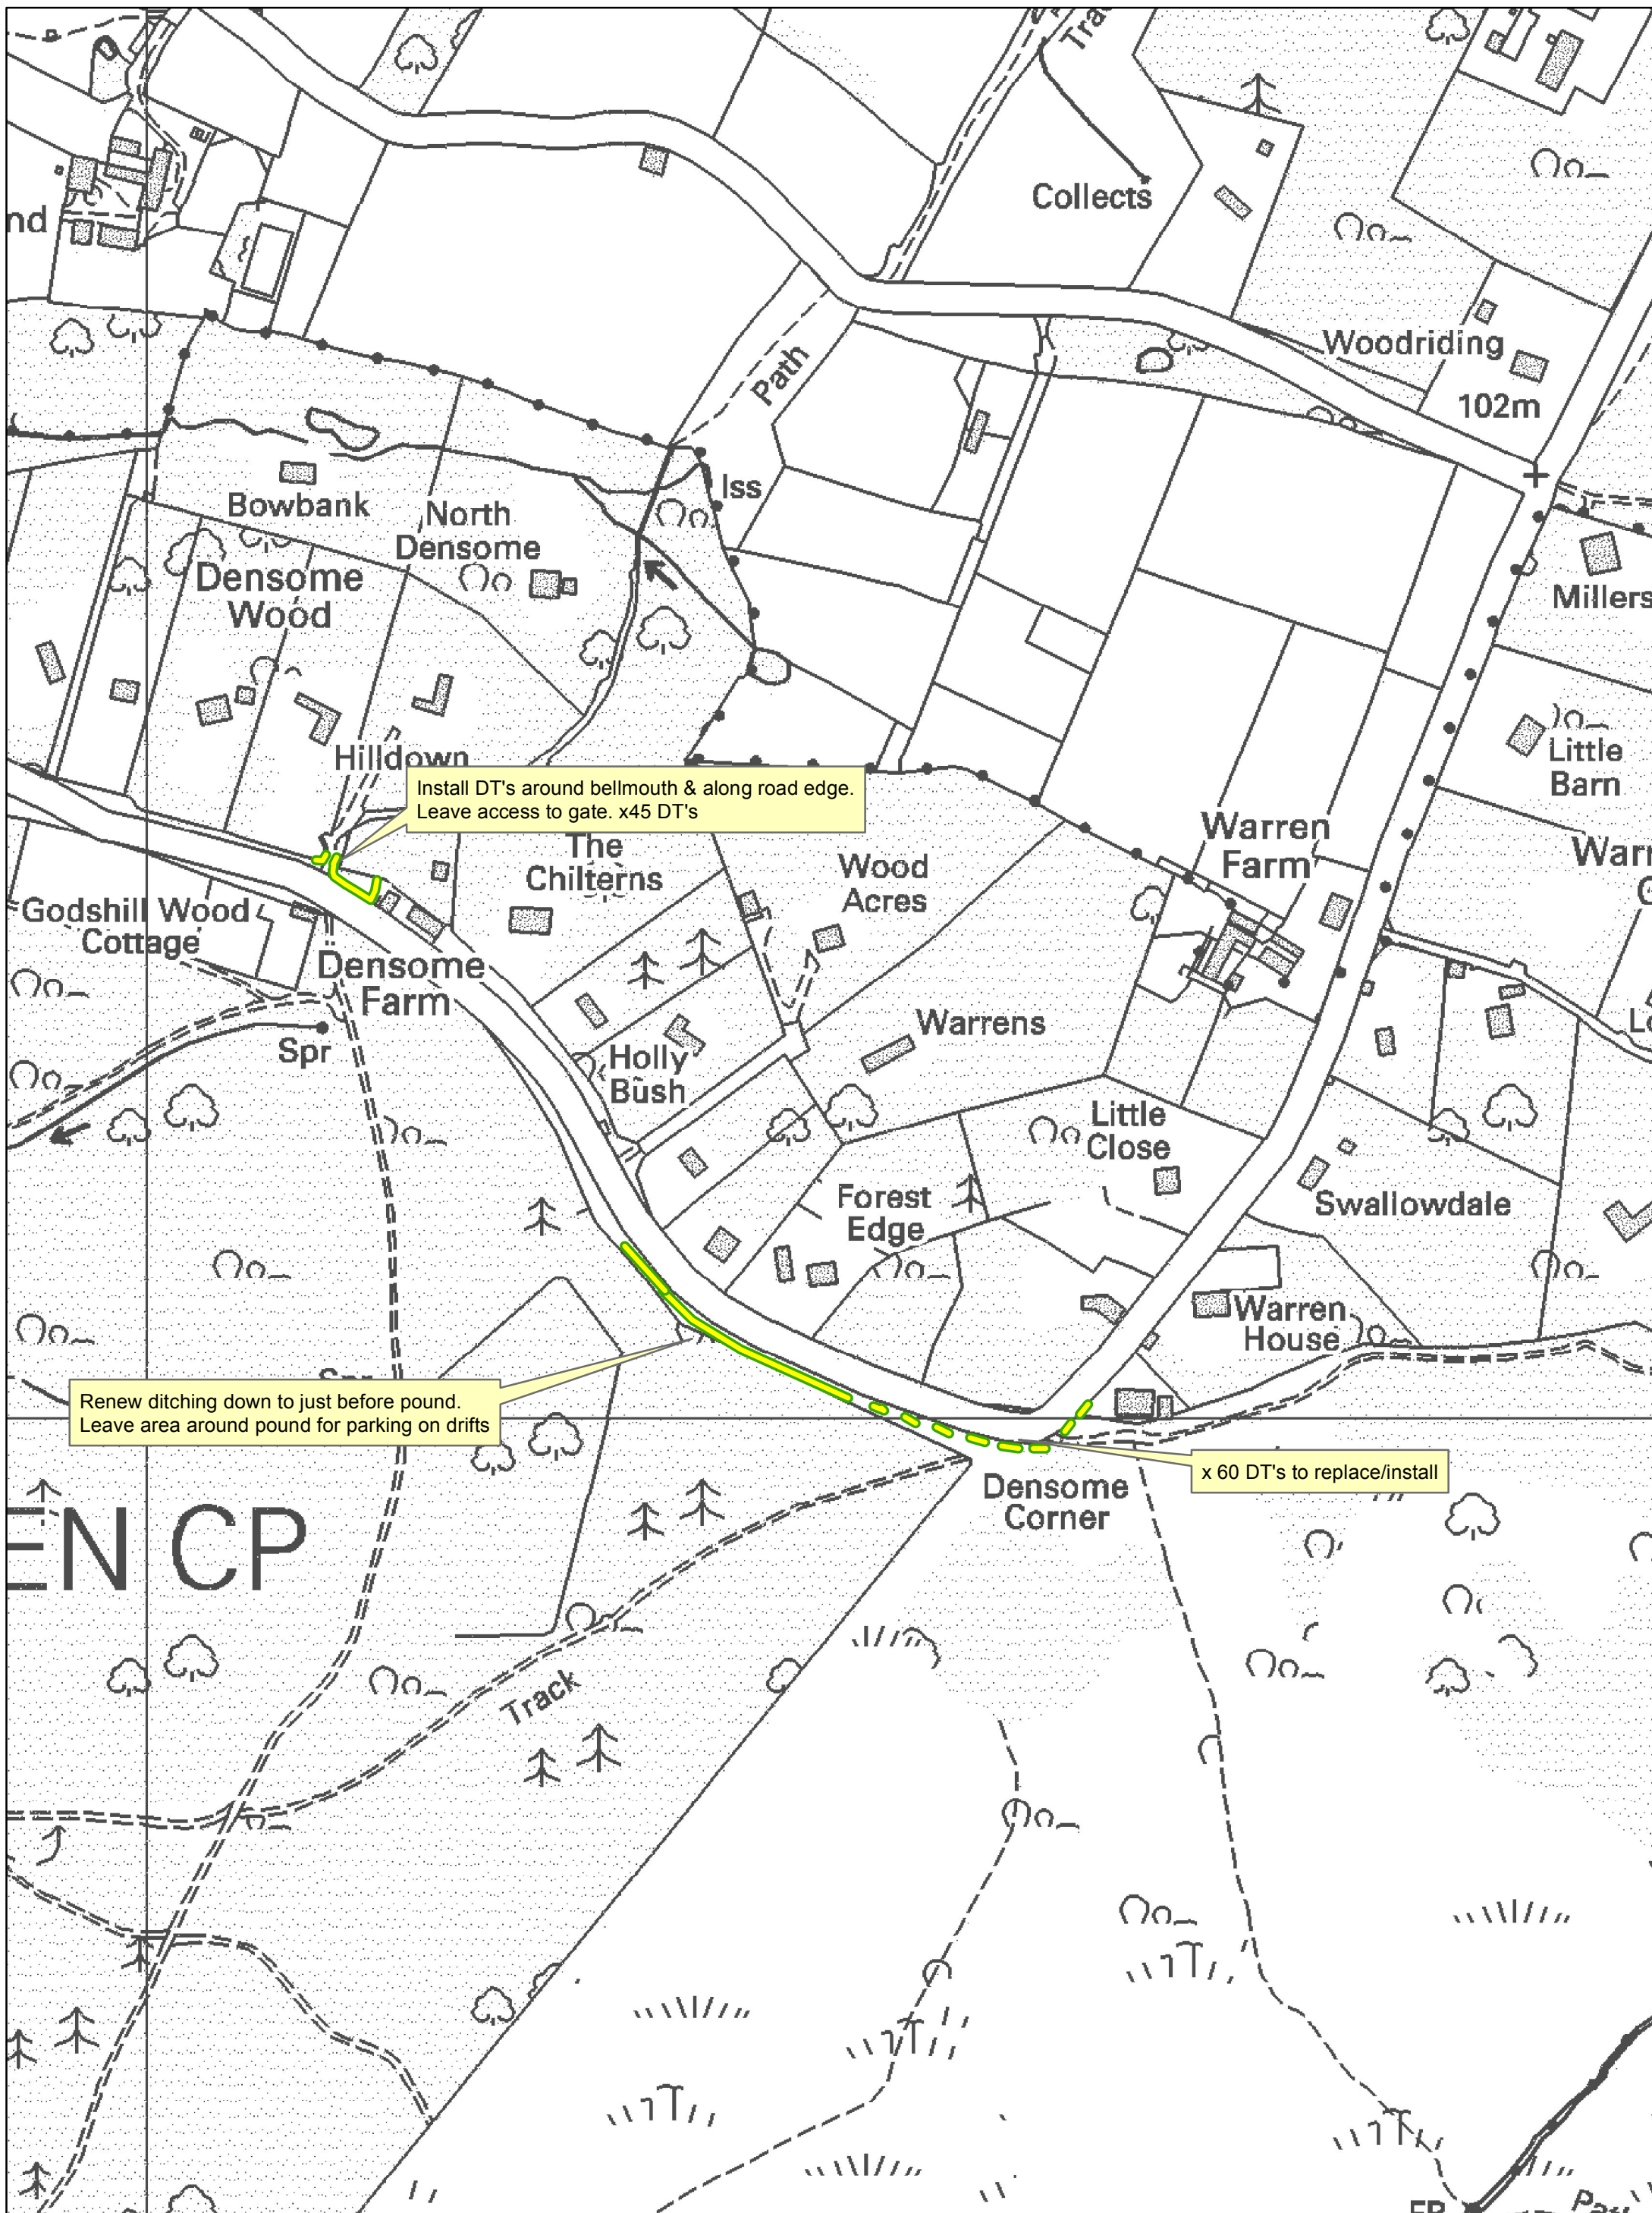 Collects
nd
Woodriding
Path
102m
Iss
Bowbank
North
Densome
Densome
Wood
Millers
Hilldown
Little
Barn
Install DT's around bellmouth & along road edge.
Leave access to gate. x45 DT's
Warren
Farm
The
Chilterns
Wood
Acres
Godshill Wood
Cottage
Densome
Farm
Warrens
Spr
Holly
Bush
Little
Close
Forest
Edge
Swallowdale
Warren
House
Renew ditching down to just before pound.
Leave area around pound for parking on drifts
x 60 DT's to replace/install
Densome
Corner
EN CP
Track